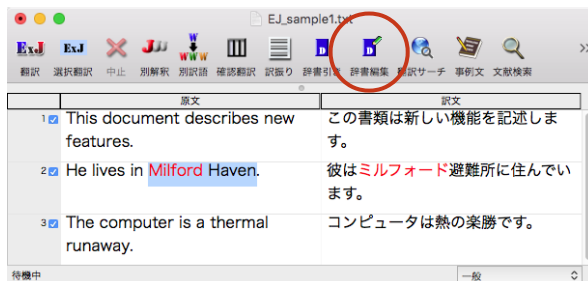 EJ_sample1.txt
ExJ ExJ J W W W W D D
翻訳 選択翻訳 中止 別解釈 別訳語 確認翻訳 訳振り 辞書引き 辞書編集 翻訳サーチ 事例文 文献検索
原文 訳文
1 This document describes new features. この書類は新しい機能を記述します。
2 He lives in Milford Haven. 彼はミルフォード避難所に住んでいます。
3 The computer is a thermal runaway. コンピュータは熱の楽勝です。
待機中 一般